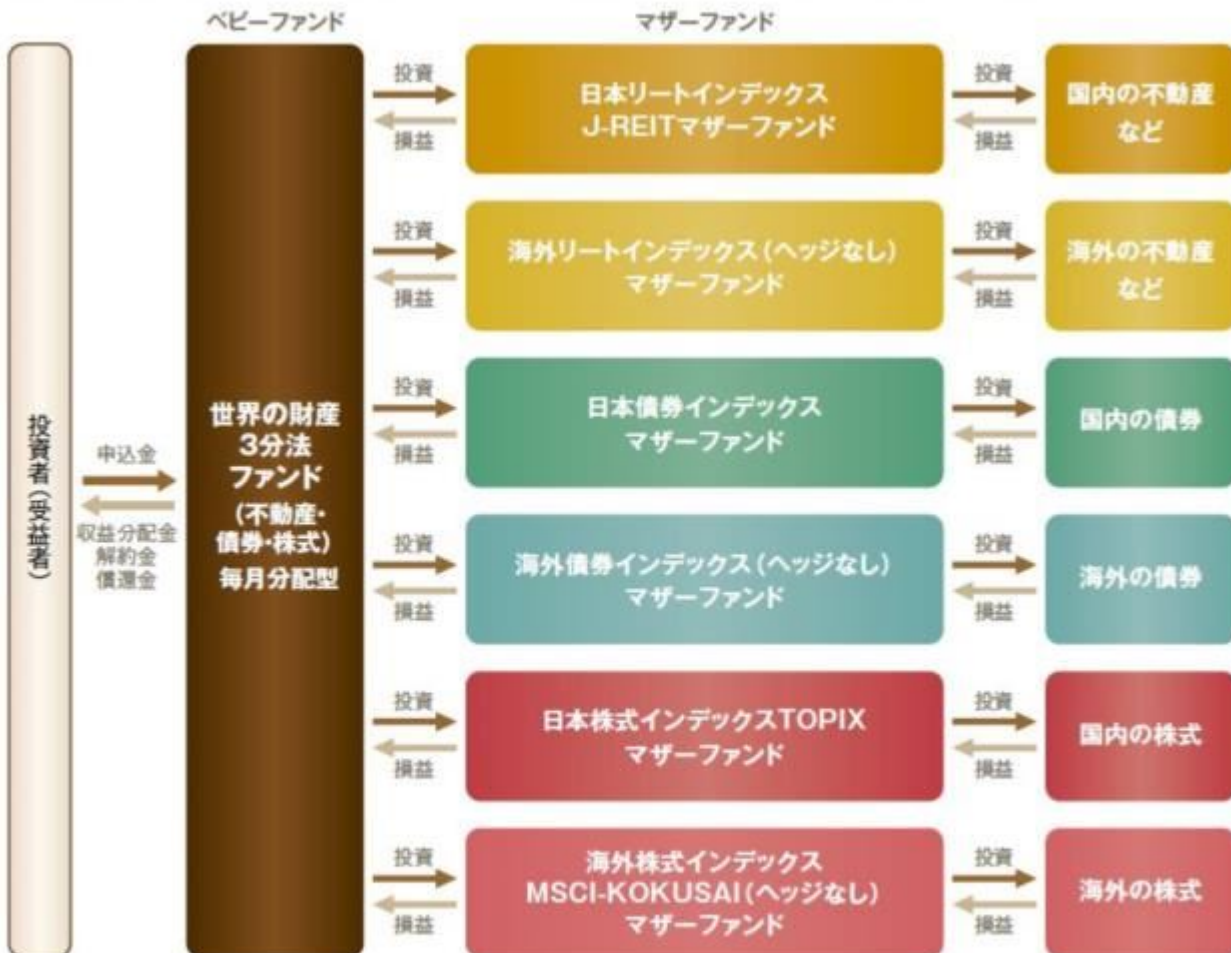 ベビーファンド
マザーファンド
投資者(受益者)
申込金
収益分配金
解約金
償還金
世界の財産
3分法
ファンド
(不動産・
債券・株式)
毎月分配型
投資
損益
日本リートインデックス
J-REITマザーファンド
投資
損益
国内の不動産
など
投資
損益
海外リートインデックス(ヘッジなし)
マザーファンド
投資
損益
海外の不動産
など
投資
損益
日本債券インデックス
マザーファンド
投資
損益
国内の債券
投資
損益
海外債券インデックス(ヘッジなし)
マザーファンド
投資
損益
海外の債券
投資
損益
日本株式インデックスTOPIX
マザーファンド
投資
損益
国内の株式
投資
損益
海外株式インデックス
MSCI-KOKUSAI(ヘッジなし)
マザーファンド
投資
損益
海外の株式